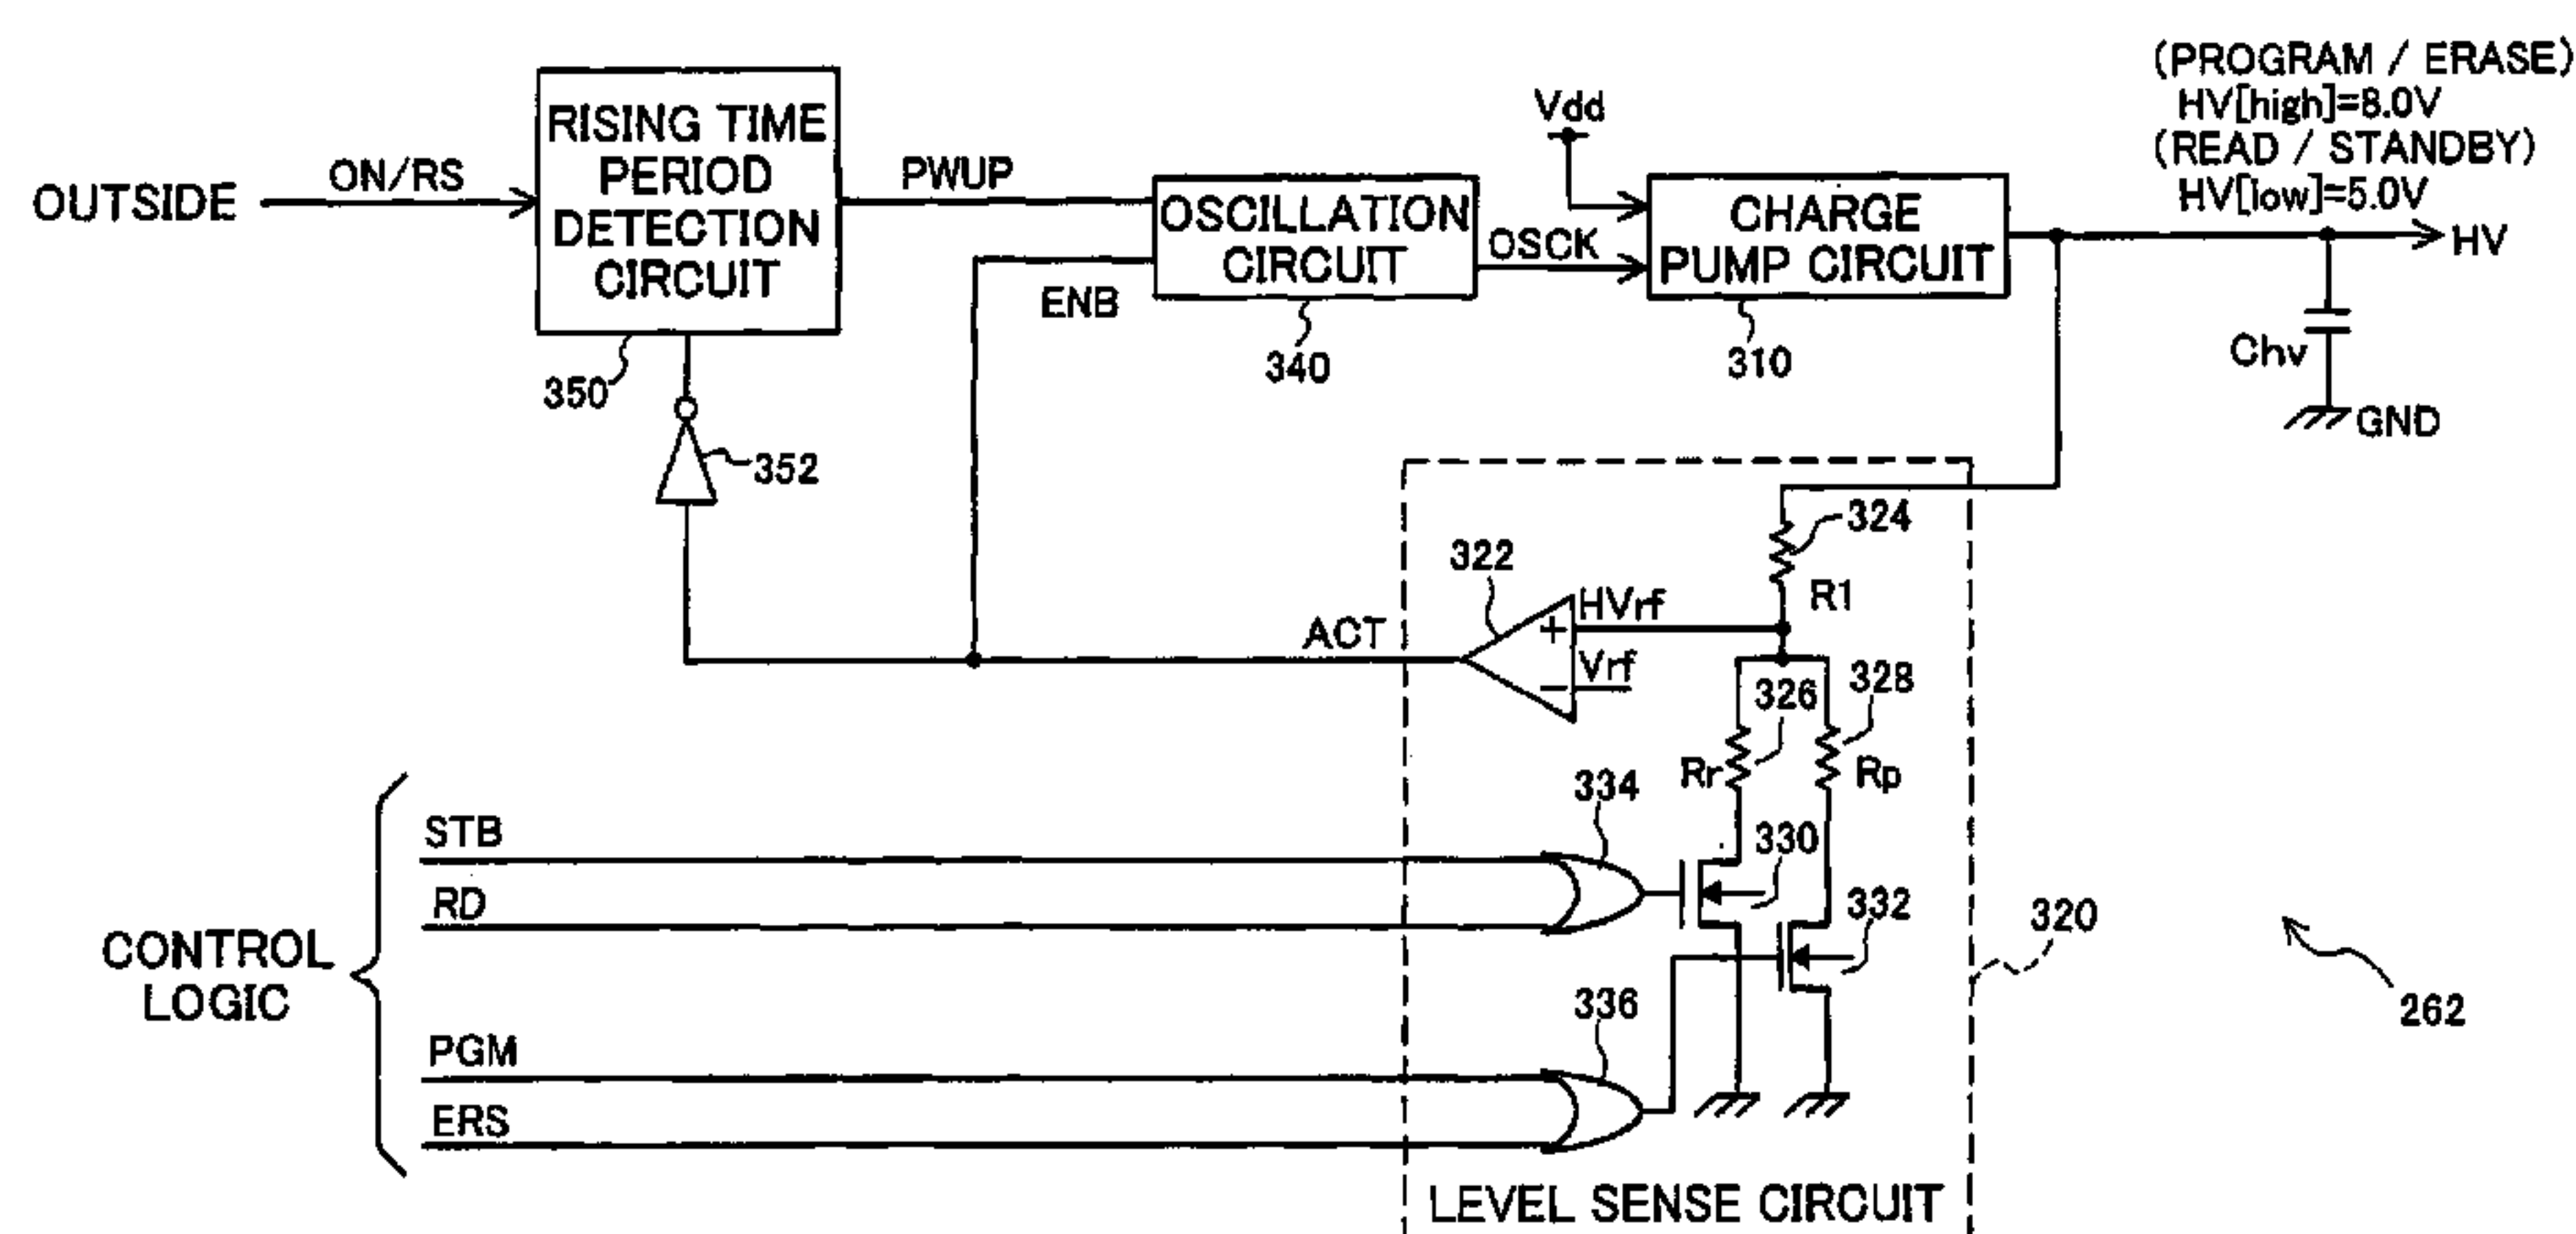 (PROGRAM / ERASE)
HV[high]=8.0V
(READ / STANDBY)
HV[low]=5.0V
OUTSIDE
ON/RS
RISING TIME
PERIOD
DETECTION
CIRCUIT
350
PWUP
ENB
OSCILLATION
CIRCUIT
340
OSCK
Vdd
CHARGE
PUMP CIRCUIT
310
HV
Chv
GND
352
ACT
322
HVrf
Vrf
324
R1
326
328
Rr
Rp
334
330
332
336
320
262
CONTROL
LOGIC
STB
RD
PGM
ERS
LEVEL SENSE CIRCUIT